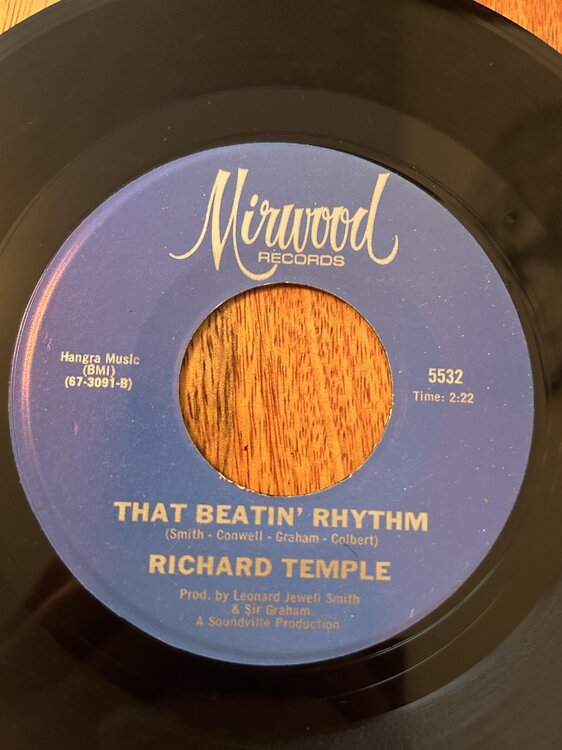 Mirwood
RECORDS
Hangra Music
(BMI)
(67-3091-B)
5532
Time: 2:22
THAT BEATIN' RHYTHM
(Smith - Conwell - Graham - Colbert)
RICHARD TEMPLE
Prod. by Leonard Jewell Smith
& Sir Graham
A Soundville Production